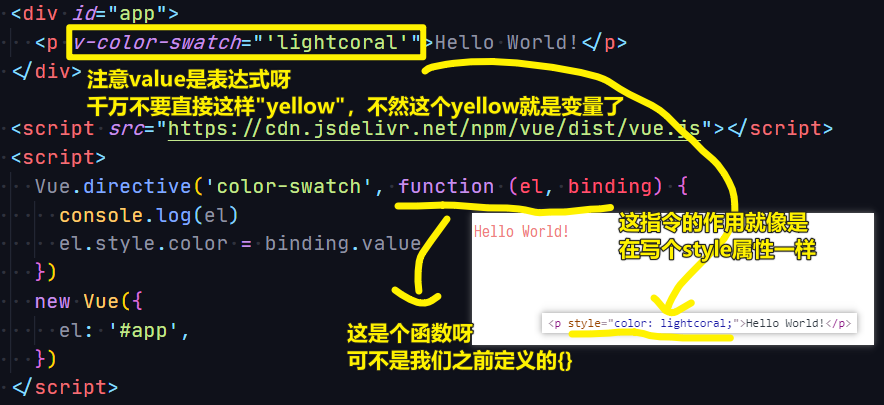 <div id="app">
<p v-color-swatch="'lightcoral'">Hello World!</p>
</div>
注意value是表达式呀
千万不要直接这样"yellow"，不然这个yellow就是变量了
<script src="https://cdn.jsdelivr.net/npm/vue/dist/vue.js"></script>
<script>
Vue.directive('color-swatch', function (el, binding) {
console.log(el)
el.style.color = binding.value
})
new Vue({
el: '#app',
})
</script>
这是个函数呀
可不是我们之前定义的{}
Hello World!
这指令的作用就像是
在写个style属性一样
<p style="color: lightcoral;">Hello World!</p>